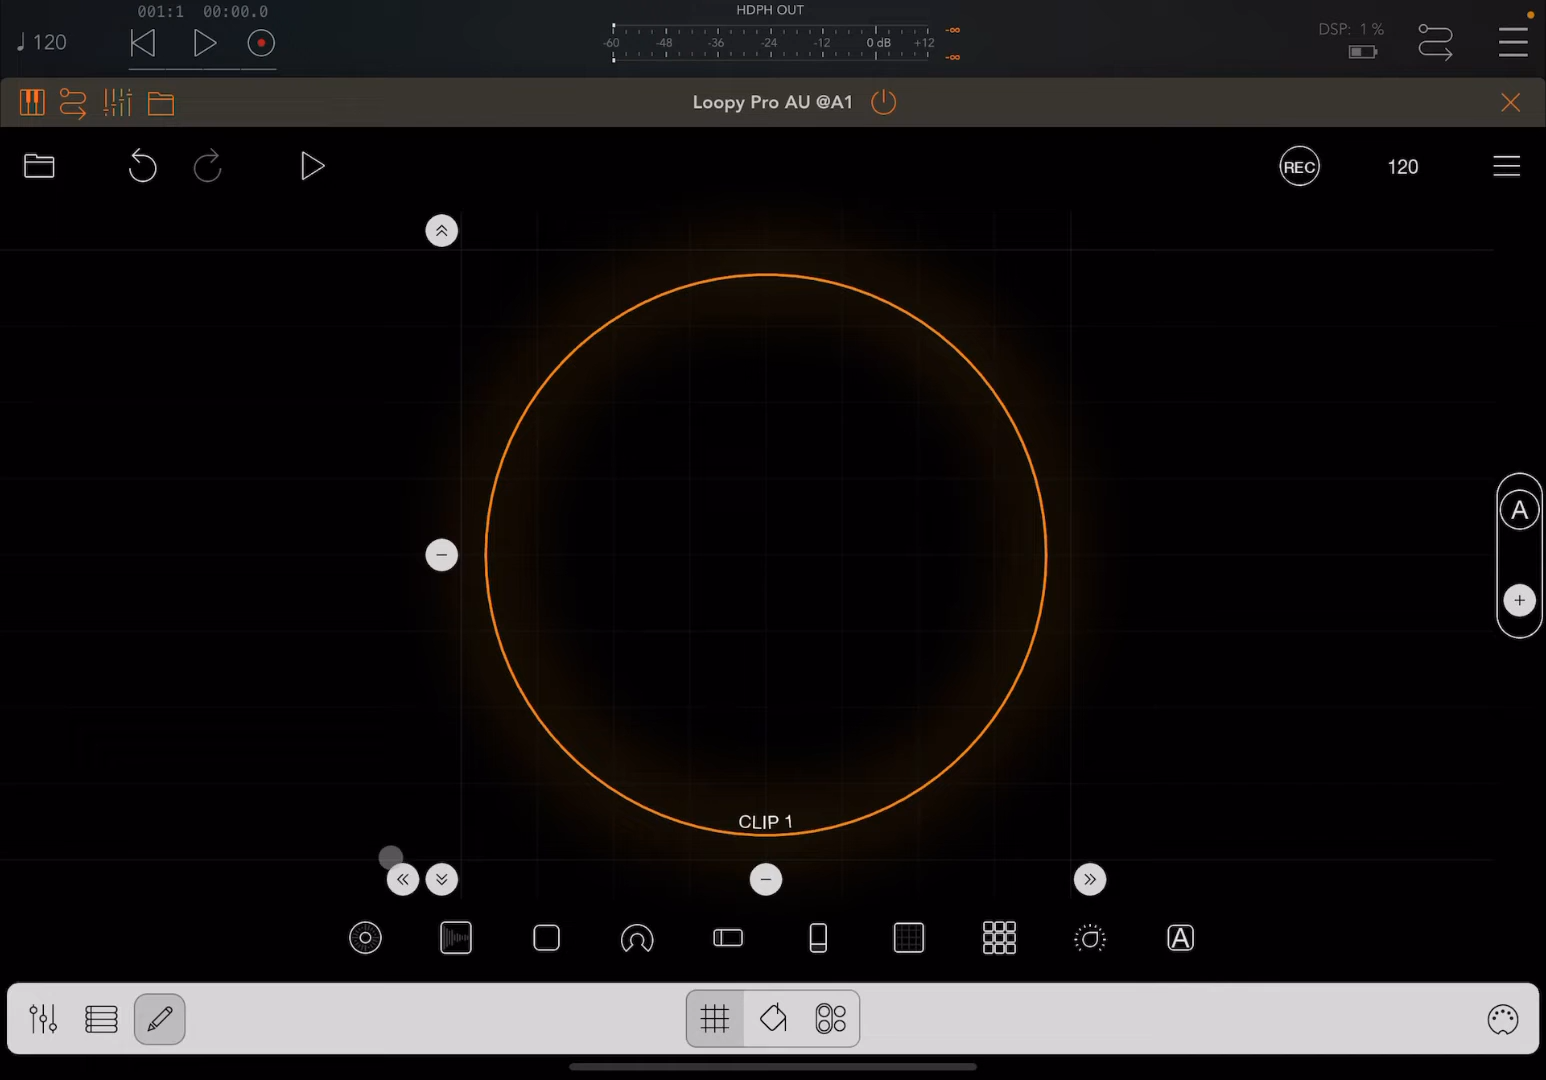 001:1 00:00.0
HDPH OUT
♩ 120
-60 -48 -36 -24 -12 0 dB +12
-∞
-∞
DSP: 1 %
Loopy Pro AU @A1
REC
120
A
CLIP 1
A